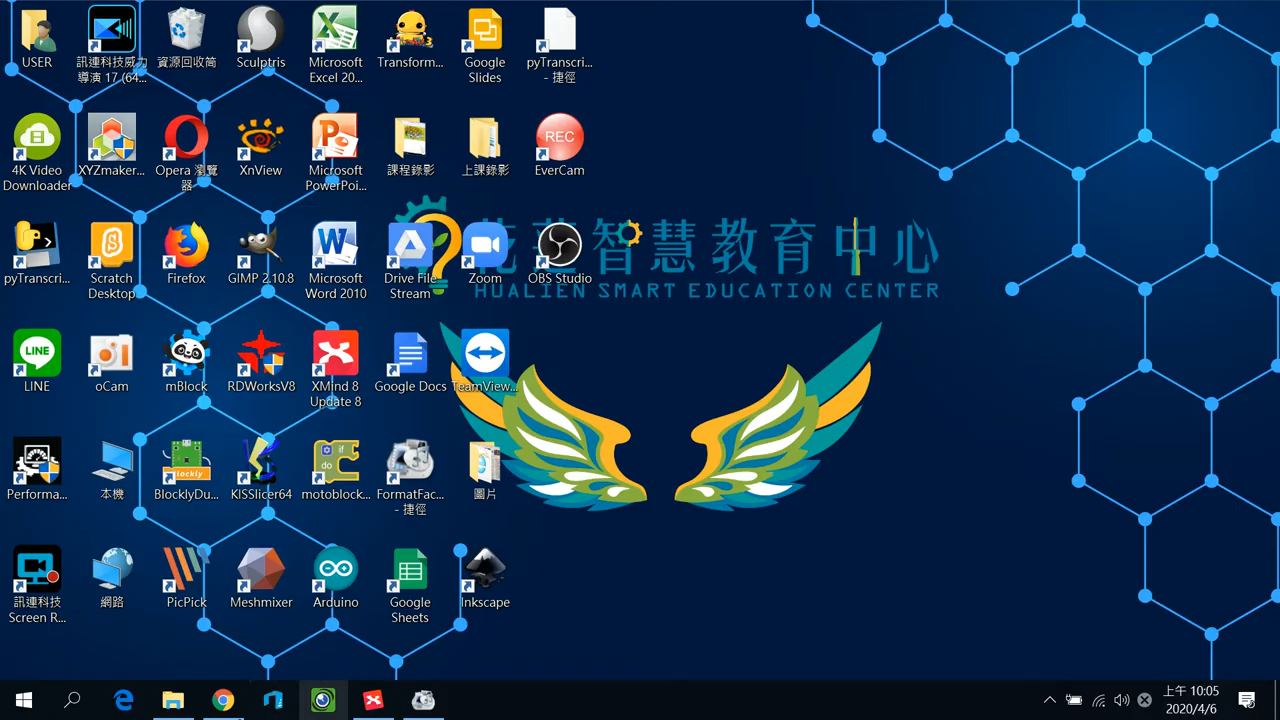 USER
訊連科技威力
導演 17 (64...
資源回收筒
Sculptris
Microsoft
Excel 20...
Transform...
Google
Slides
pyTranscri...
- 捷徑
4K Video
Downloader
XYZmaker...
Opera 瀏覽
器
XnView
Microsoft
PowerPoi...
課程錄影
上課錄影
REC
EverCam
pyTranscri...
Scratch
Desktop
Firefox
GIMP 2.10.8
Microsoft
Word 2010
Drive File
Stream
Zoom
OBS Studio
花蓮智慧教育中心
HUALIEN SMART EDUCATION CENTER
LINE
LINE
oCam
mBlock
RDWorksV8
XMind 8
Update 8
Google Docs
TeamView...
Performa...
本機
Blockly
BlocklyDu...
KISSlicer64
if
do
motoblock...
FormatFac...
- 捷徑
圖片
訊連科技
Screen R...
網路
PicPick
Meshmixer
Arduino
Google
Sheets
Inkscape
上午 10:05
2020/4/6